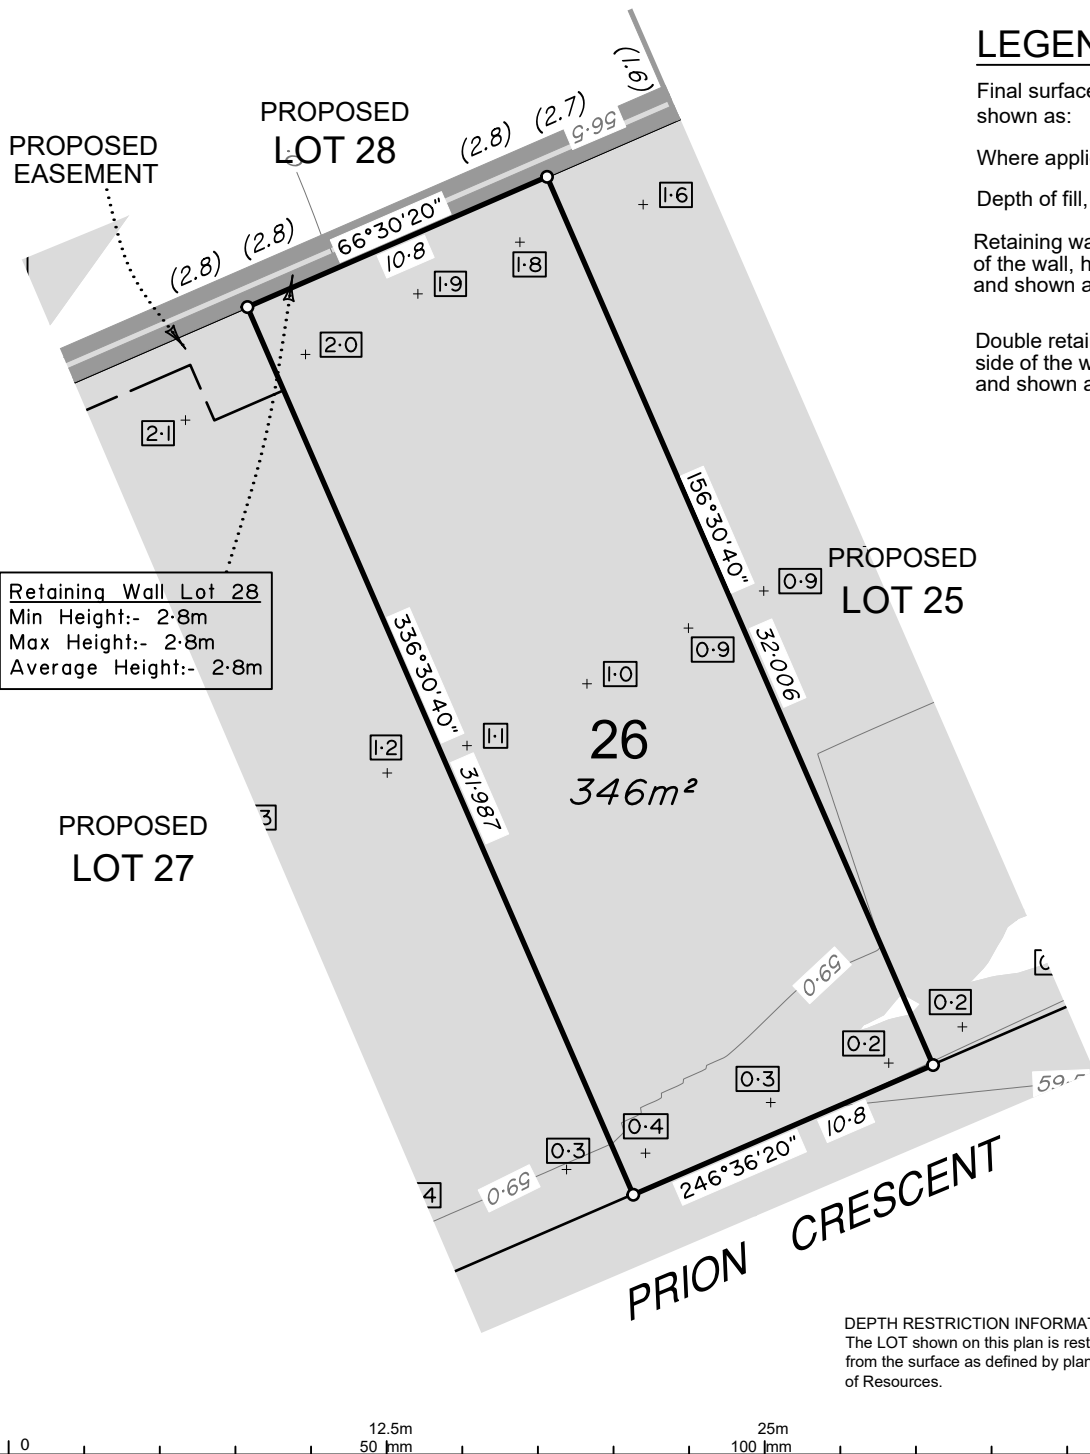 LEGEN
Final surface
shown as:
Where appli
Depth of fill,
Retaining wa
of the wall, h
and shown a
Double retai
side of the w
and shown a
PROPOSED
LOT 28
PROPOSED
EASEMENT
(1.6)
(2.7)
(2.8)
56·5
(2.8)
(2.8)
66°30'20"
10·8
1·6
1·8
1·9
2·0
2·1
156°30'40"
32·006
PROPOSED
LOT 25
0·9
0·9
1·0
1·1
1·2
Retaining Wall Lot 28
Min Height:- 2·8m
Max Height:- 2·8m
Average Height:- 2·8m
336°30'40"
31·987
26
346m²
3
PROPOSED
LOT 27
59·0
0·2
0·2
0·3
0·4
0·3
4
59·0
246°36'20"
10·8
PRION CRESCENT
DEPTH RESTRICTION INFORMAT
The LOT shown on this plan is rest
from the surface as defined by plan
of Resources.
0
12.5m
50 mm
25m
100 mm